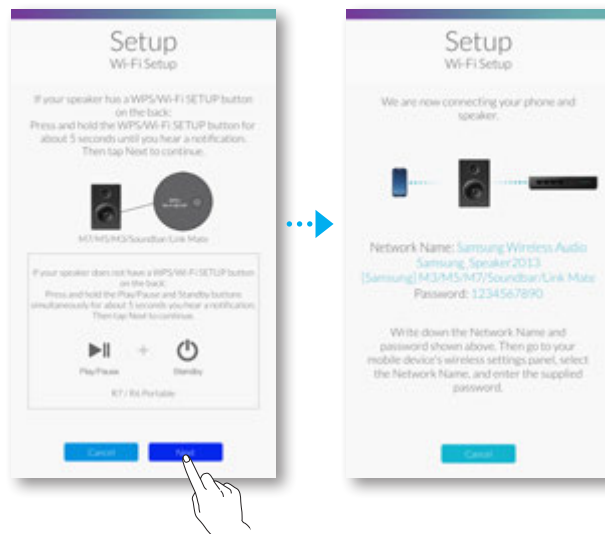 Setup
Wi-Fi Setup
If your speaker has a WPS/Wi-Fi SETUP button
on the back:
Press and hold the WPS/Wi-Fi SETUP button for
about 5 seconds until you hear a notification.
Then tap Next to continue.
M7/M5/M3/Soundbar/Link Mate
If your speaker does not have a WPS/Wi-Fi SETUP button
on the back:
Press and hold the Play/Pause and Standby buttons
simultaneously for about 5 seconds you hear a notification.
Then tap Next to continue.
+
Play/Pause
Standby
R7 / R6 Portable
Cancel
Next
Setup
Wi-Fi Setup
We are now connecting your phone and
speaker.
Network Name: Samsung Wireless Audio
Samsung_Speaker2013
[Samsung] M3/M5/M7/Soundbar/Link Mate
Password: 1234567890
Write down the Network Name and
password shown above. Then go to your
mobile device's wireless settings panel, select
the Network Name, and enter the supplied
password.
Cancel